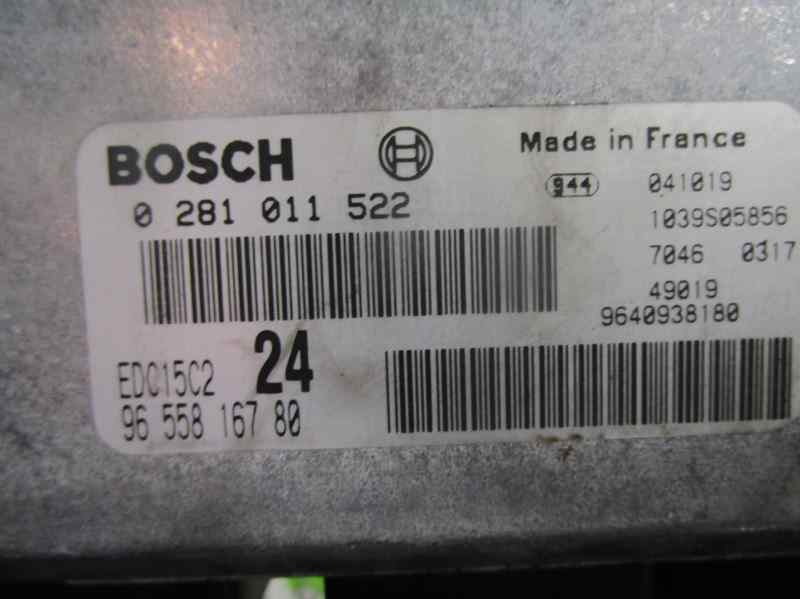 BOSCH
Made in France
0 281 011 522
944 041019
1039S05856
7046 0317
49019
9640938180
EDC15C2 24
96 558 167 80